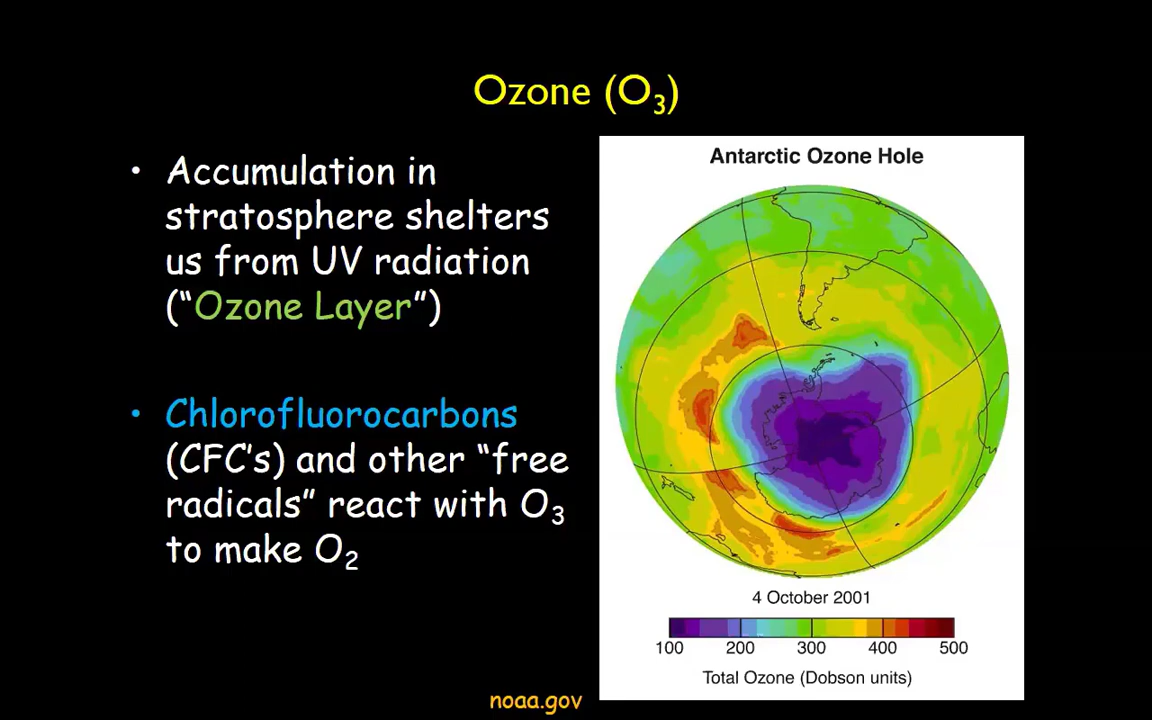 Ozone (O₃)
• Accumulation in
stratosphere shelters
us from UV radiation
(“Ozone Layer”)
• Chlorofluorocarbons
(CFC’s) and other “free
radicals” react with O₃
to make O₂
Antarctic Ozone Hole
4 October 2001
100 200 300 400 500
Total Ozone (Dobson units)
noaa.gov